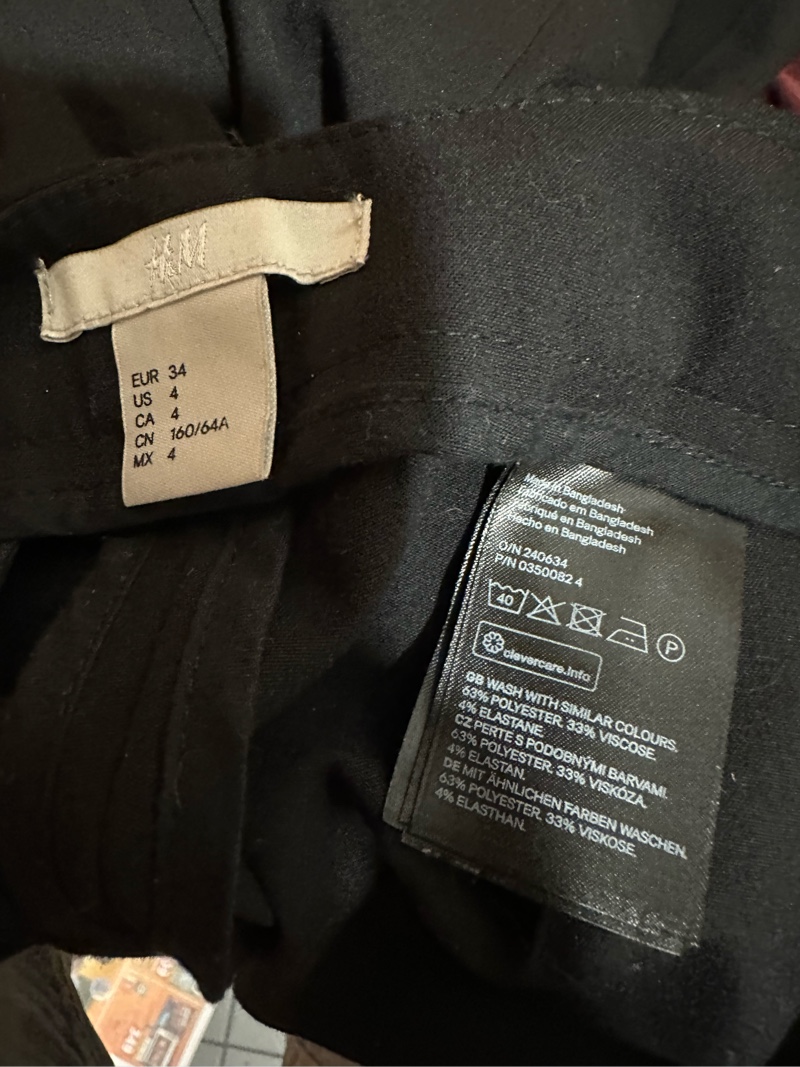 H&M
EUR 34
US 4
CA 4
CN 160/64A
MX 4
Made in Bangladesh
Fabricado em Bangladesh
Fabriqué en Bangladesh
Hecho en Bangladesh
O/N 240634
P/N 0350082 4
40
P
clevercare.info
GB WASH WITH SIMILAR COLOURS.
63% POLYESTER. 33% VISCOSE.
4% ELASTANE
CZ PERTE S PODOBNÝMI BARVAMI.
63% POLYESTER. 33% VISKÓZA.
4% ELASTAN.
DE MIT ÄHNLICHEN FARBEN WASCHEN.
63% POLYESTER. 33% VISKOSE.
4% ELASTHAN.